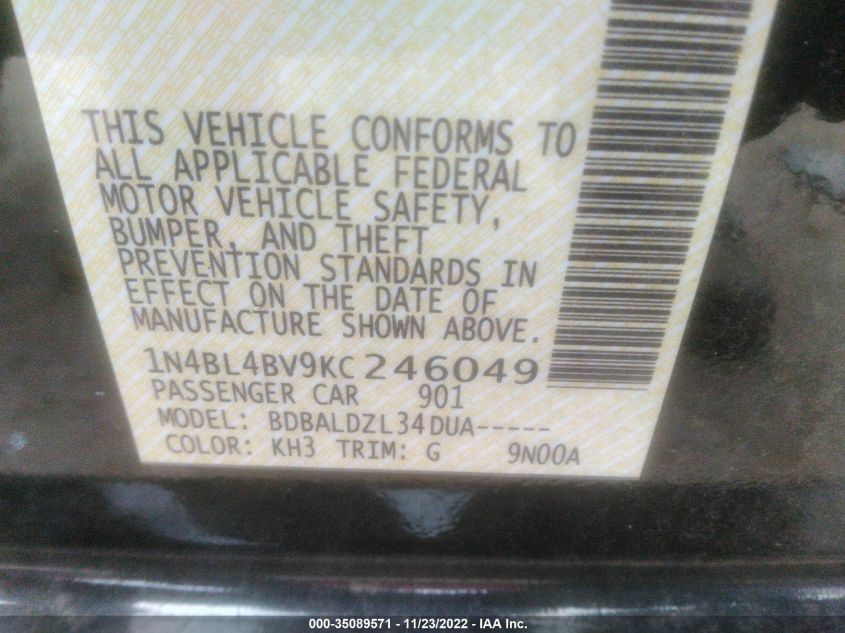 THIS VEHICLE CONFORMS TO
ALL APPLICABLE FEDERAL
MOTOR VEHICLE SAFETY,
BUMPER, AND THEFT
PREVENTION STANDARDS IN
EFFECT ON THE DATE OF
MANUFACTURE SHOWN ABOVE.
1N4BL4BV9KC246049
PASSENGER CAR 901
MODEL: BDBALDZL34DUA-----
COLOR: KH3 TRIM: G 9N00A
000-35089571 - 11/23/2022 - IAA Inc.